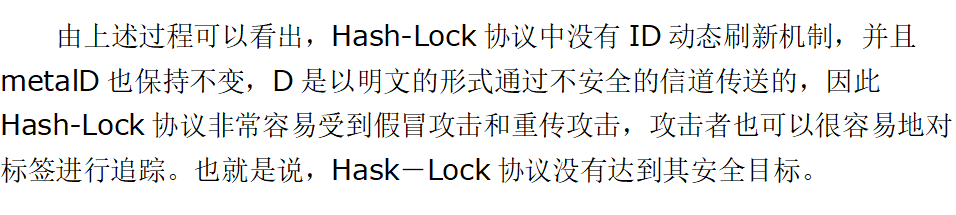 由上述过程可以看出，Hash-Lock 协议中没有 ID 动态刷新机制，并且
metalD 也保持不变，D 是以明文的形式通过不安全的信道传送的，因此
Hash-Lock 协议非常容易受到假冒攻击和重传攻击，攻击者也可以很容易地对
标签进行追踪。也就是说，Hask－Lock 协议没有达到其安全目标。